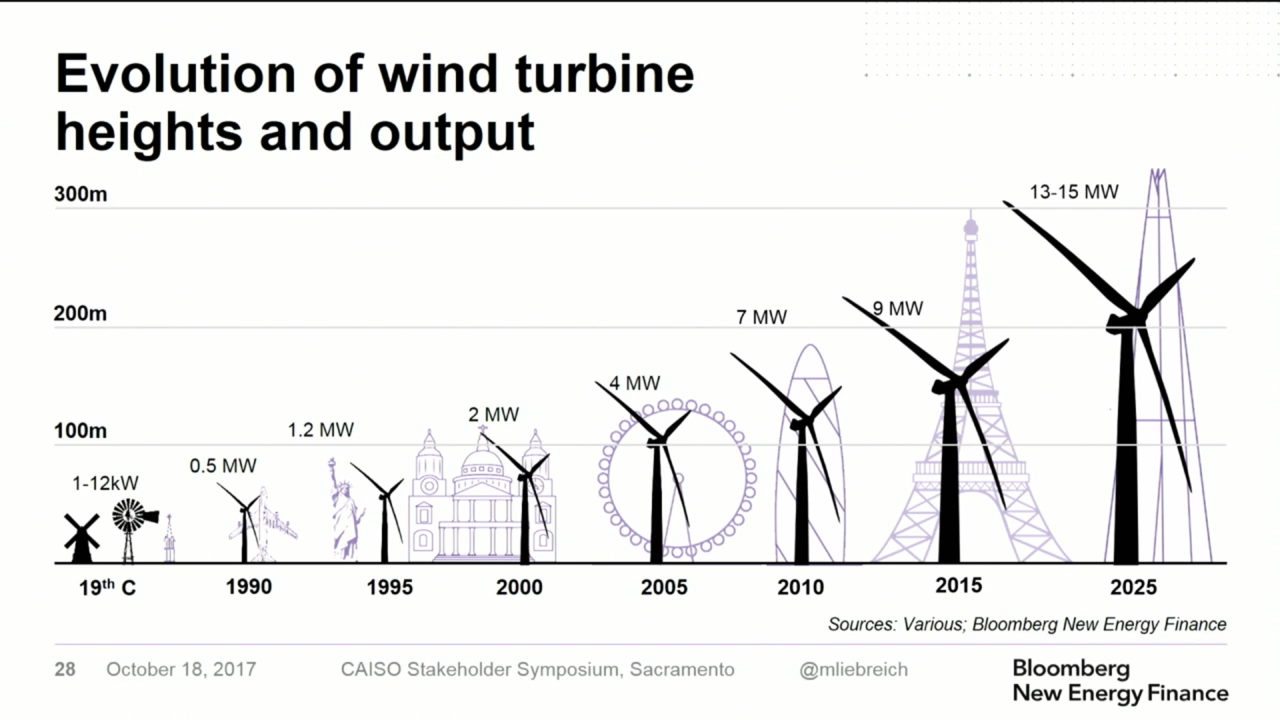 Evolution of wind turbine
heights and output
300m
13-15 MW
200m
9 MW
7 MW
4 MW
100m
2 MW
1.2 MW
0.5 MW
1-12kW
19th C 1990 1995 2000 2005 2010 2015 2025
Sources: Various; Bloomberg New Energy Finance
28 October 18, 2017 CAISO Stakeholder Symposium, Sacramento @mliebreich
Bloomberg
New Energy Finance